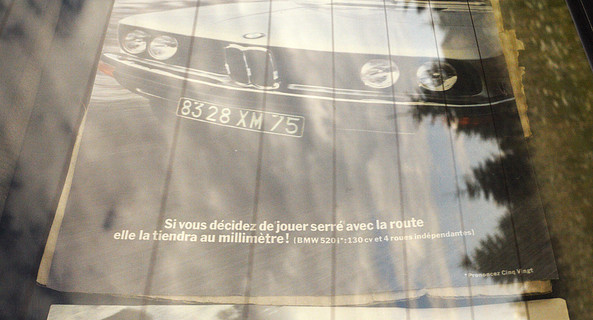 8328 XM 75
Si vous décidez de jouer serré avec la route
elle la tiendra au millimètre! (BMW 520i*: 130 cv et 4 roues indépendantes)
* Prononcez Cinq Vingt